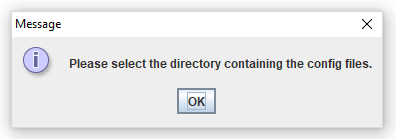 Message
Please select the directory containing the config files.
OK